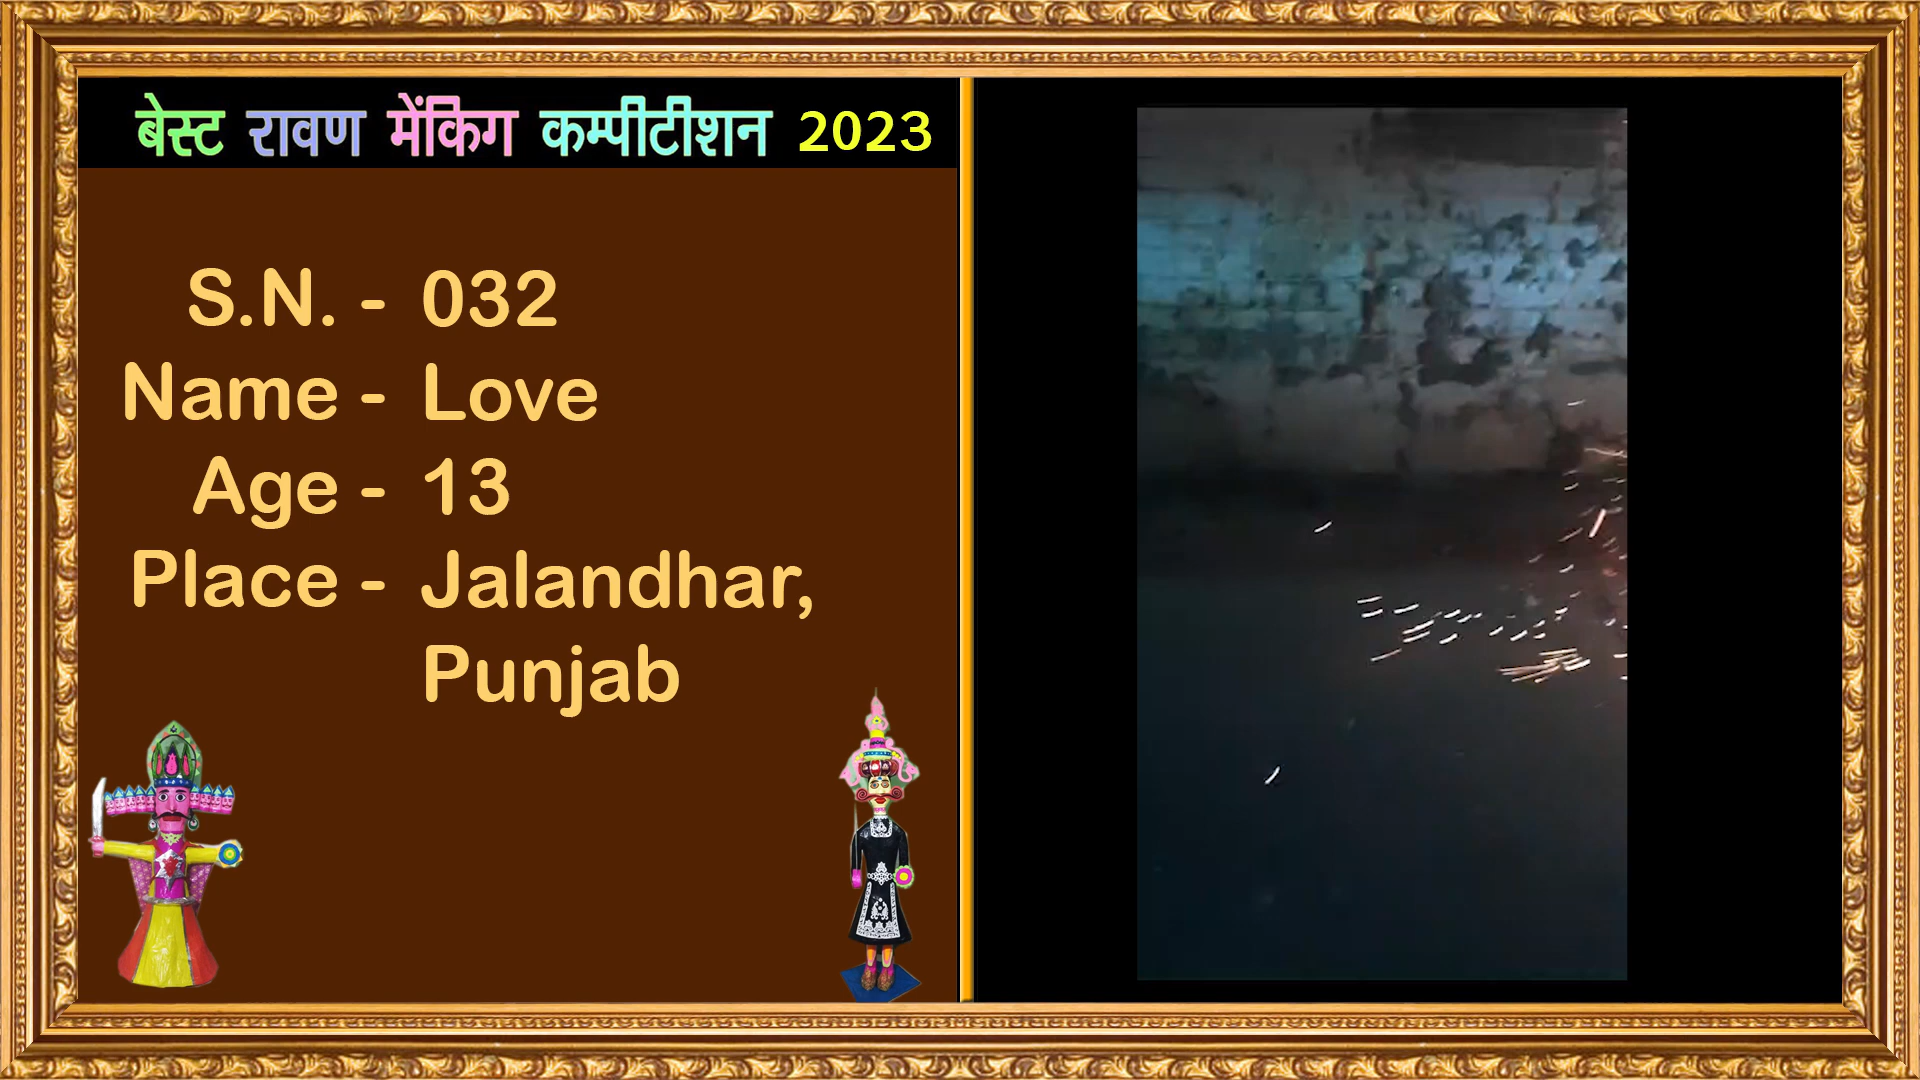 बेस्ट रावण मेंकिंग कम्पीटीशन 2023
S.N. - 032
Name - Love
Age - 13
Place - Jalandhar,
Punjab